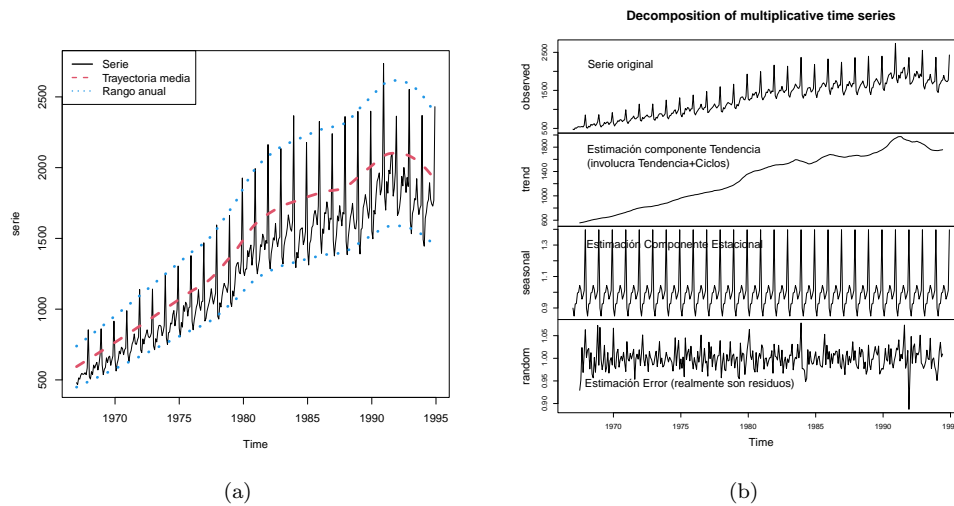 Serie
Trayectoria media
Rango anual
serie
500
1000
1500
2000
2500
1970
1975
1980
1985
1990
1995
Time
(a)
Decomposition of multiplicative time series
observed
500
1500
2500
Serie original
trend
600
1000
1400
1800
Estimación componente Tendencia
(involucra Tendencia+Ciclos)
seasonal
0.9
1.1
1.3
Estimación Componente Estacional
random
0.90
0.95
1.00
1.05
Estimación Error (realmente son residuos)
1970
1975
1980
1985
1990
Time
(b)